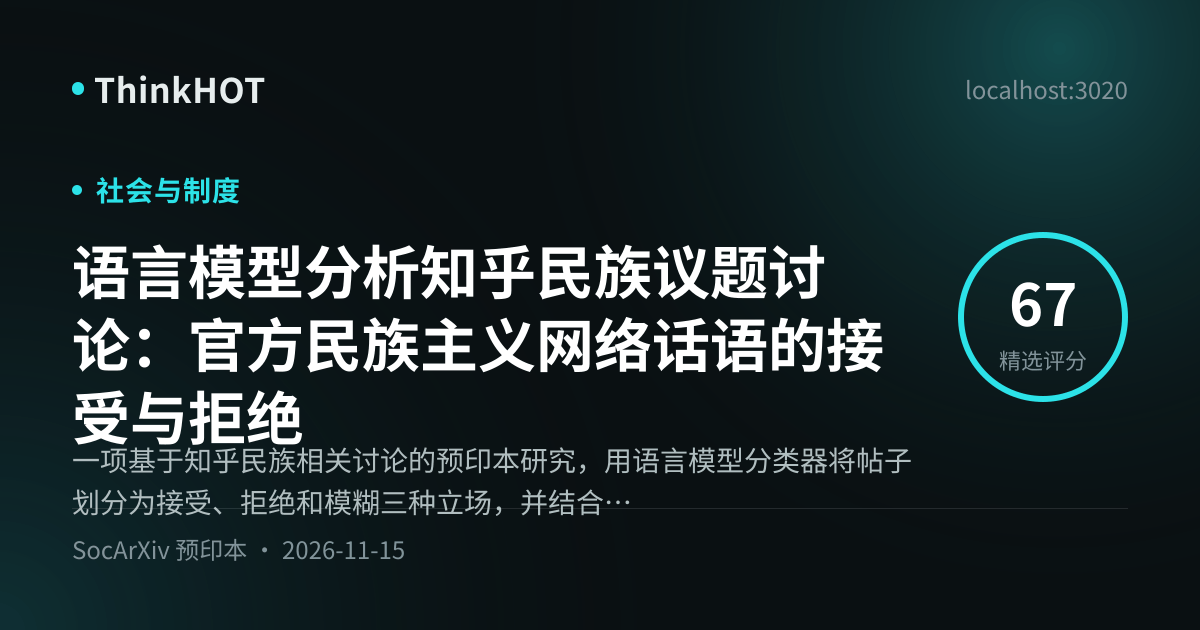 ThinkHOT
localhost:3020
社会与制度
语言模型分析知乎民族议题讨
论：官方民族主义网络话语的接
受与拒绝
67
精选评分
一项基于知乎民族相关讨论的预印本研究，用语言模型分类器将帖子
划分为接受、拒绝和模糊三种立场，并结合…
SocArXiv 预印本 · 2026-11-15